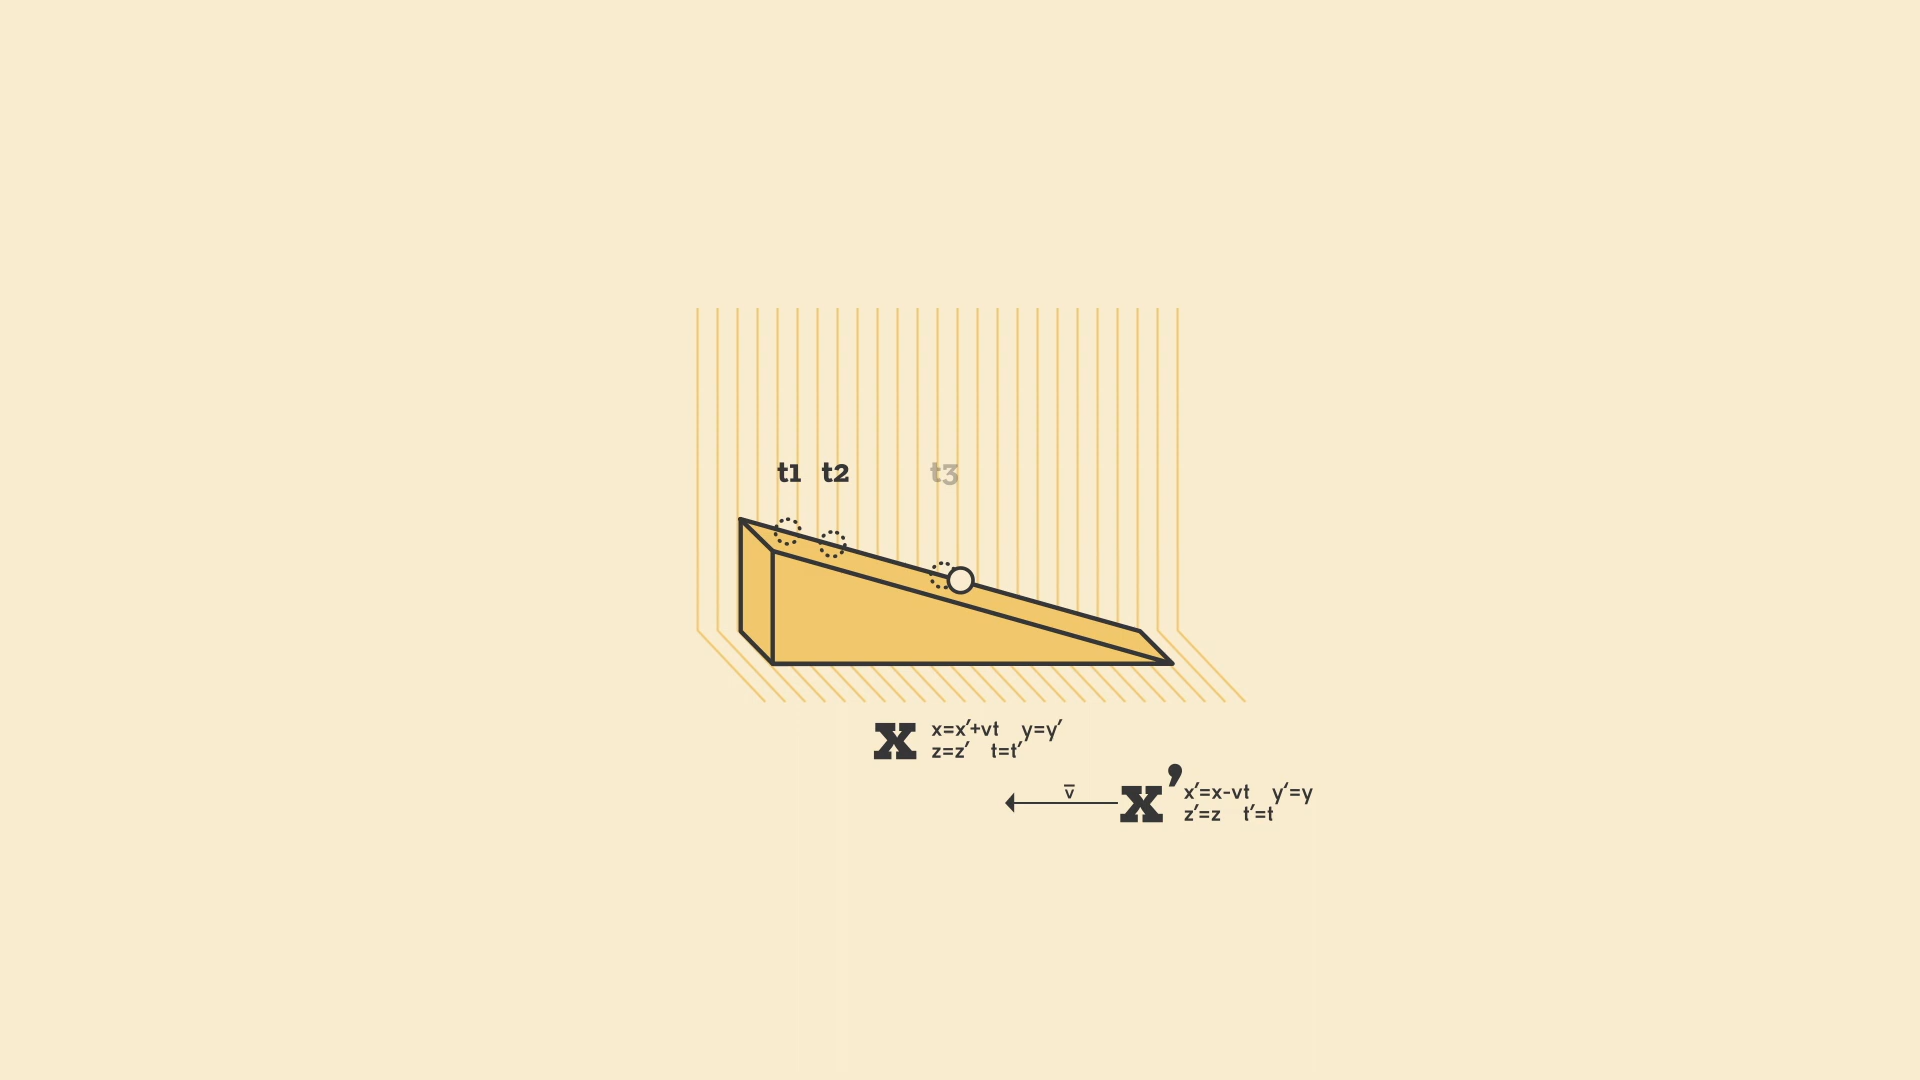 t1 t2 t3
x x=x′+vt y=y′
z=z′ t=t′
v̅ x′ x′=x-vt y′=y
z′=z t′=t